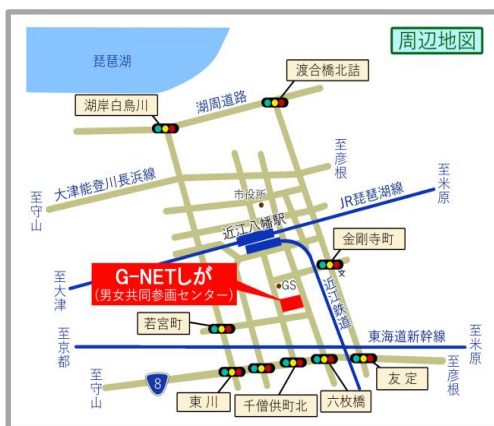 周辺地図
琵琶湖
渡合橋北詰
湖岸白鳥川
湖周道路
大津能登川長浜線
至彦根
至米原
市役所
JR琵琶湖線
至守山
近江八幡駅
金剛寺町
G-NETしが
(男女共同参画センター)
GS
至大津
近江鉄道
若宮町
東海道新幹線
至京都
至米原
友定
至守山
8
東川
千僧供町北
六枚橋
至彦根